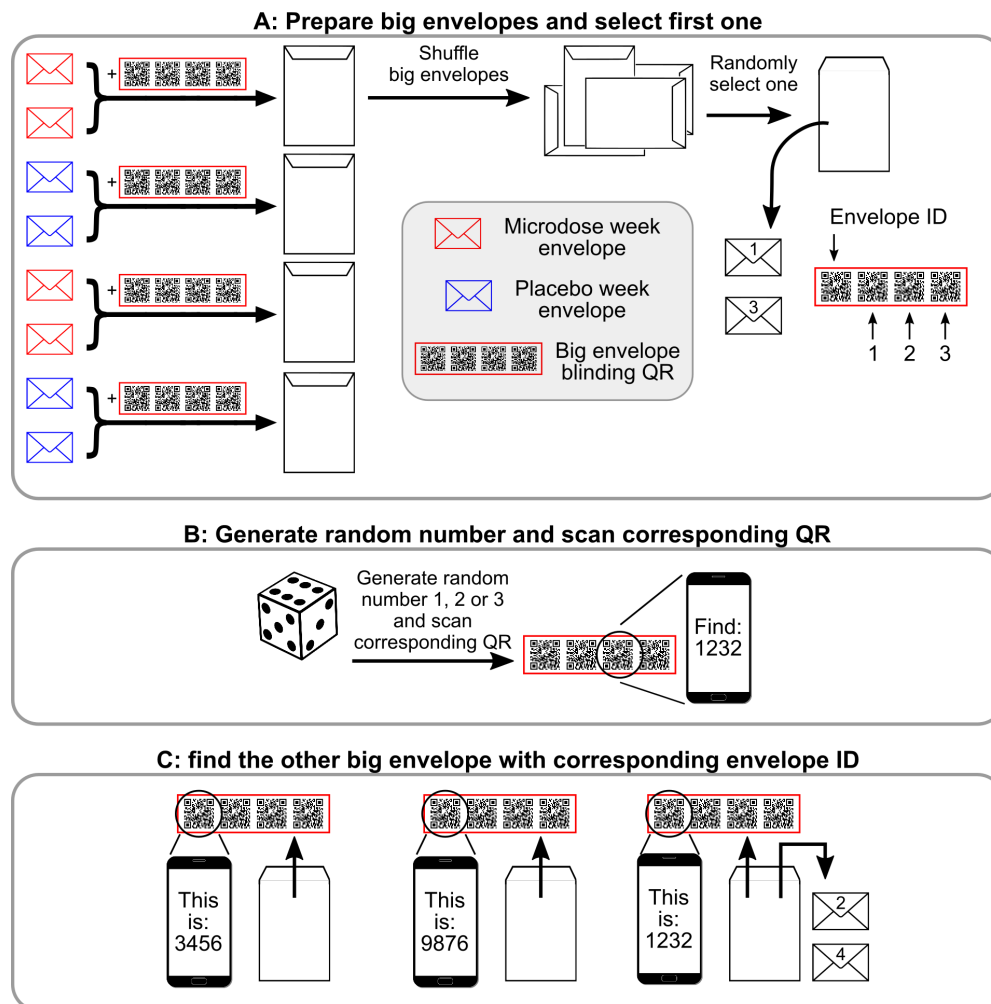 A: Prepare big envelopes and select first one
+
+
+
+
Shuffle
big envelopes
Randomly
select one
Microdose week
envelope
Placebo week
envelope
Big envelope
blinding QR
1
3
Envelope ID
1
2
3
B: Generate random number and scan corresponding QR
Generate random
number 1, 2 or 3
and scan
corresponding QR
Find:
1232
C: find the other big envelope with corresponding envelope ID
This
is:
3456
This
is:
9876
This
is:
1232
2
4